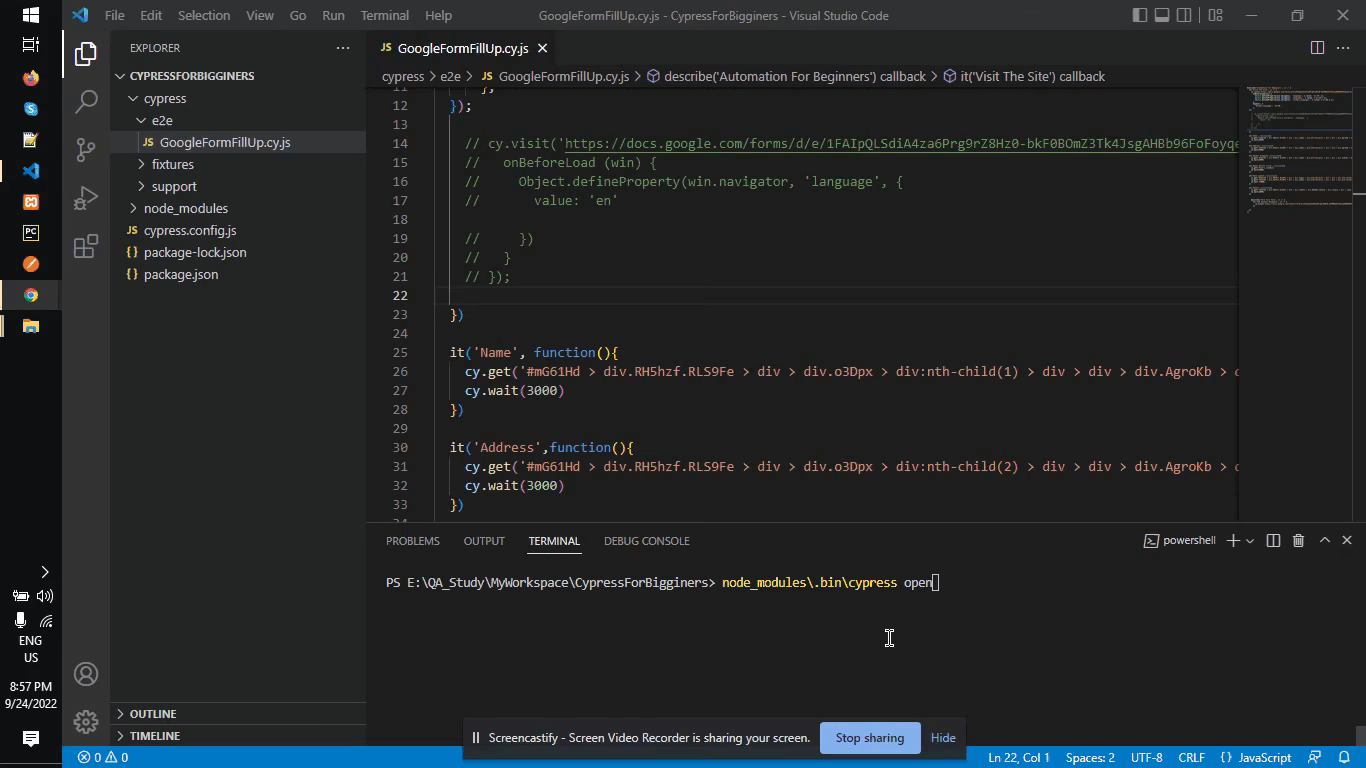 File Edit Selection View Go Run Terminal Help
GoogleFormFillUp.cy.js - CypressForBigginers - Visual Studio Code
EXPLORER
CYPRESSFORBIGGINERS
cypress
e2e
JS GoogleFormFillUp.cy.js
fixtures
support
node_modules
JS cypress.config.js
{} package-lock.json
{} package.json
OUTLINE
TIMELINE
JS GoogleFormFillUp.cy.js
cypress > e2e > JS GoogleFormFillUp.cy.js > describe('Automation For Beginners') callback > it('Visit The Site') callback
11 },
12 });
13
14 // cy.visit('https://docs.google.com/forms/d/e/1FAIpQLSdiA4za6Prg9rZ8Hz0-bkF0BOmZ3Tk4JsgAHBb96FoFoyqe
15 // onBeforeLoad (win) {
16 // Object.defineProperty(win.navigator, 'language', {
17 // value: 'en'
18
19 // })
20 // }
21 // });
22
23 })
24
25 it('Name', function(){
26 cy.get('#mG61Hd > div.RH5hzf.RLS9Fe > div > div.o3Dpx > div:nth-child(1) > div > div > div.AgroKb >
27 cy.wait(3000)
28 })
29
30 it('Address',function(){
31 cy.get('#mG61Hd > div.RH5hzf.RLS9Fe > div > div.o3Dpx > div:nth-child(2) > div > div > div.AgroKb >
32 cy.wait(3000)
33 })
PROBLEMS OUTPUT TERMINAL DEBUG CONSOLE
powershell
PS E:\QA_Study\MyWorkspace\CypressForBigginers> node_modules\.bin\cypress open
PC
ENG
US
8:57 PM
9/24/2022
Screencastify - Screen Video Recorder is sharing your screen. Stop sharing Hide
0 0 Ln 22, Col 1 Spaces: 2 UTF-8 CRLF {} JavaScript